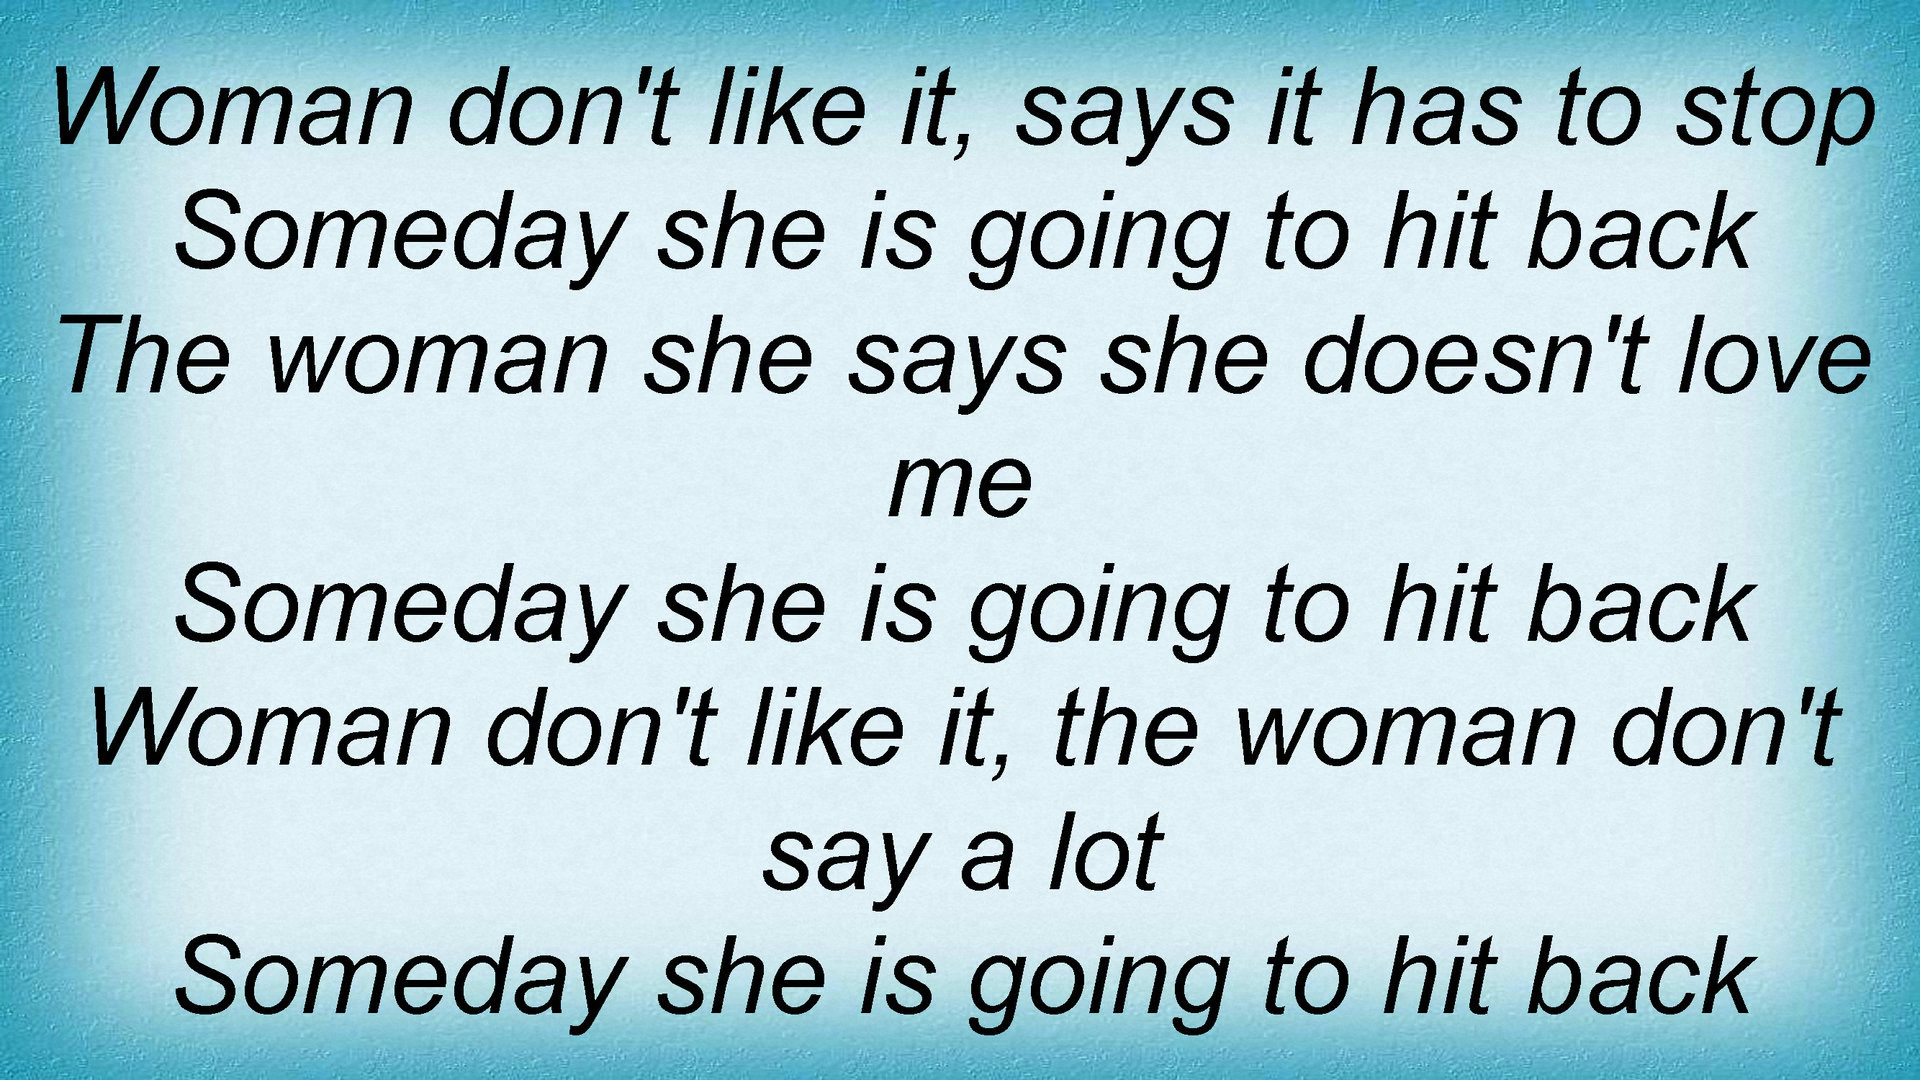 Woman don't like it, says it has to stop
Someday she is going to hit back
The woman she says she doesn't love
me
Someday she is going to hit back
Woman don't like it, the woman don't
say a lot
Someday she is going to hit back